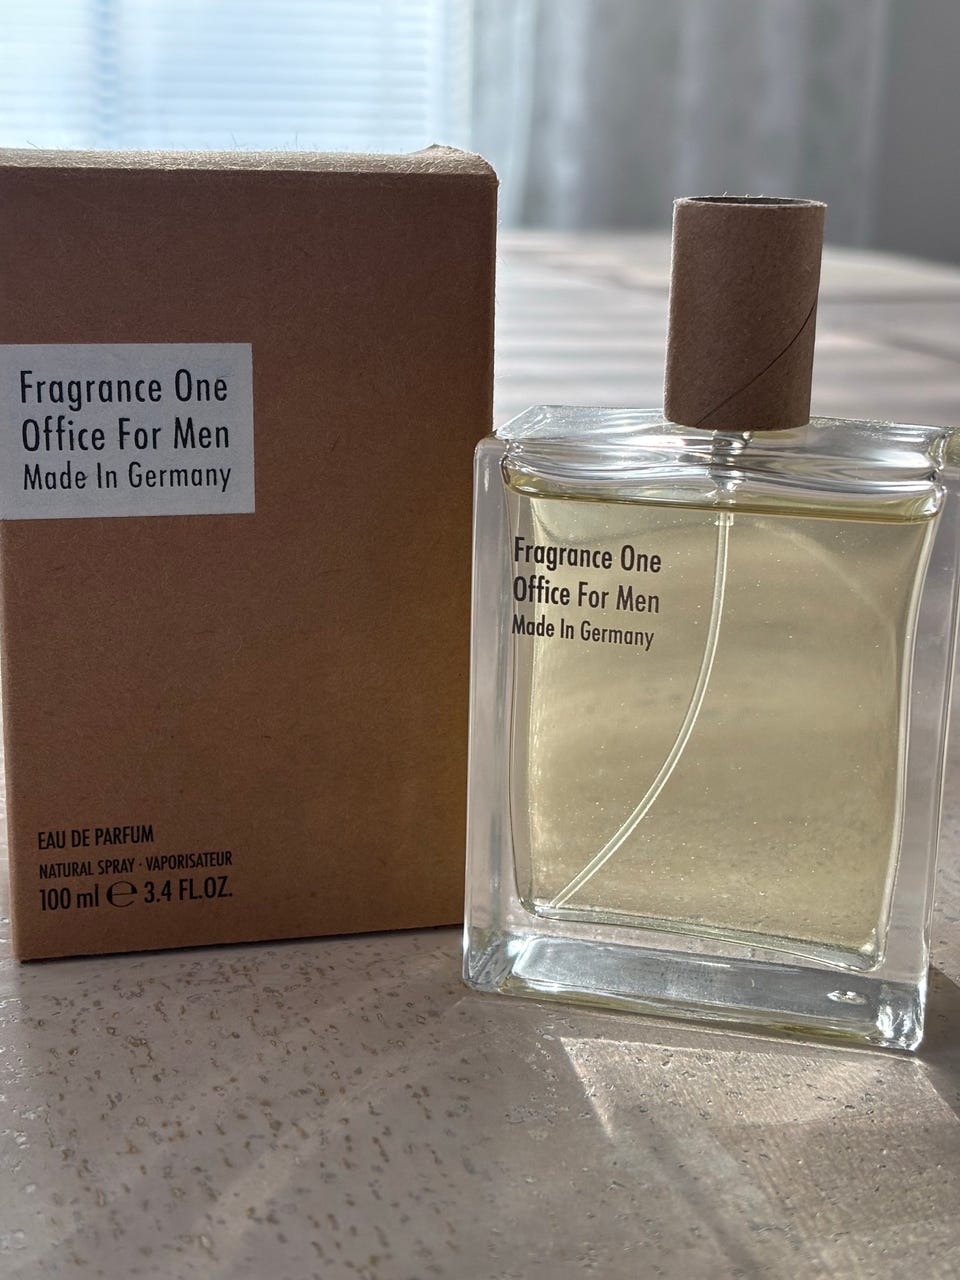 Fragrance One
Office For Men
Made In Germany
EAU DE PARFUM
NATURAL SPRAY · VAPORISATEUR
100 ml ℮ 3.4 FL.OZ.
Fragrance One
Office For Men
Made In Germany